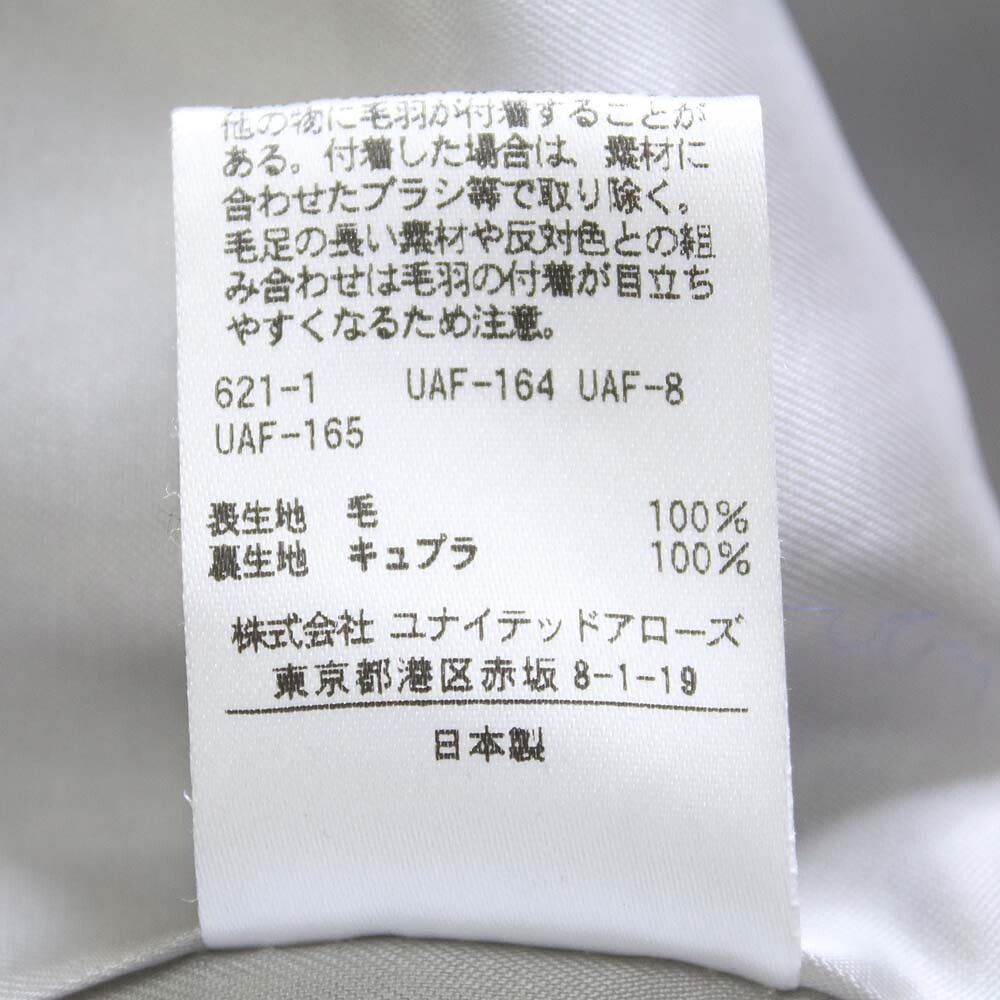 他の物に毛羽が付着することが
ある。付着した場合は、素材に
合わせたブラシ等で取り除く。
毛足の長い素材や反対色との組
み合わせは毛羽の付着が目立ち
やすくなるため注意。
621-1 UAF-164 UAF-8
UAF-165
表生地 毛 100%
裏生地 キュプラ 100%
株式会社 ユナイテッドアローズ
東京都港区赤坂 8-1-19
日本製